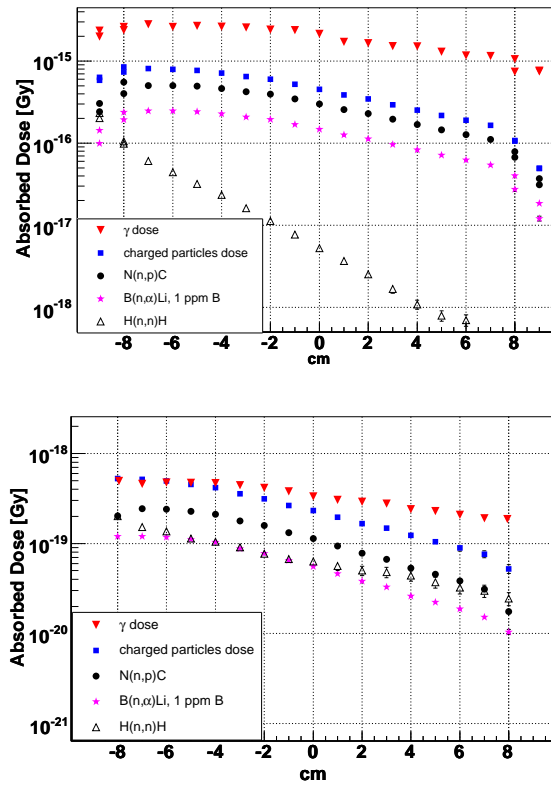 Absorbed Dose [Gy]
10^-15
10^-16
10^-17
10^-18
γ dose
charged particles dose
N(n,p)C
B(n,α)Li, 1 ppm B
H(n,n)H
-8 -6 -4 -2 0 2 4 6 8
cm
Absorbed Dose [Gy]
10^-18
10^-19
10^-20
10^-21
γ dose
charged particles dose
N(n,p)C
B(n,α)Li, 1 ppm B
H(n,n)H
-8 -6 -4 -2 0 2 4 6 8
cm